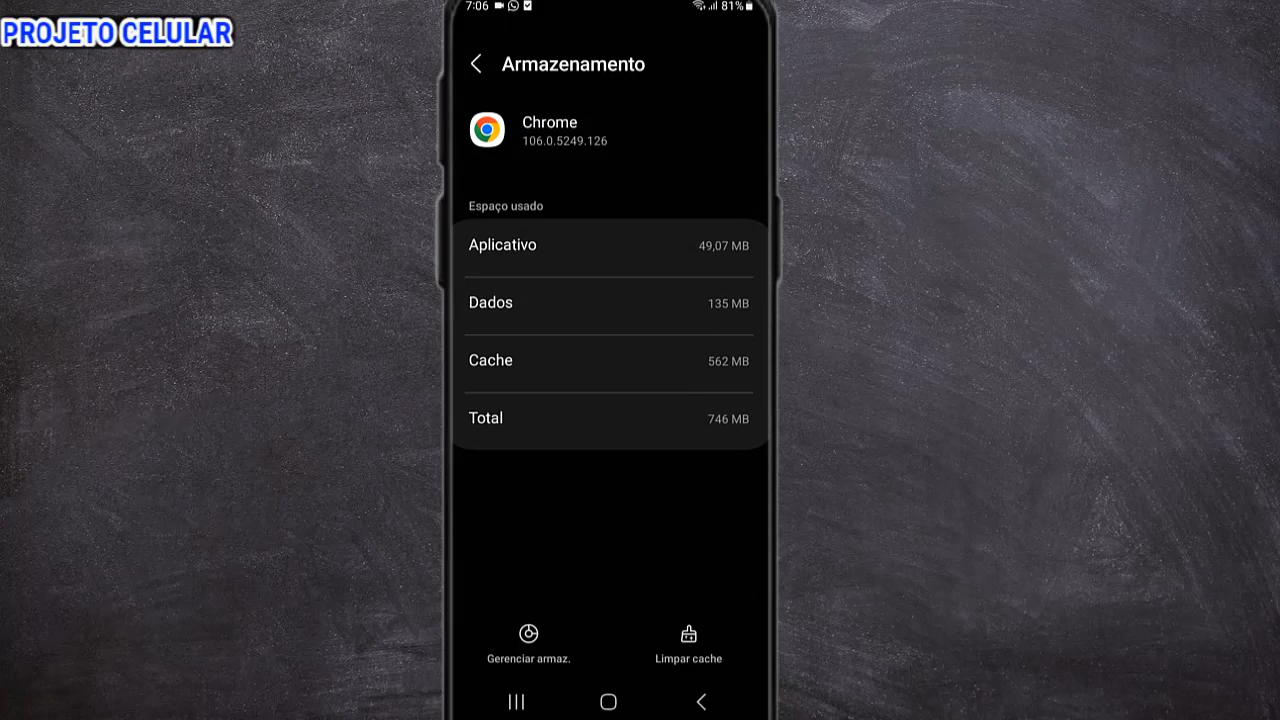 PROJETO CELULAR
7:06 81%
Armazenamento
Chrome
106.0.5249.126
Espaço usado
Aplicativo 49,07 MB
Dados 135 MB
Cache 562 MB
Total 746 MB
Gerenciar armaz. Limpar cache